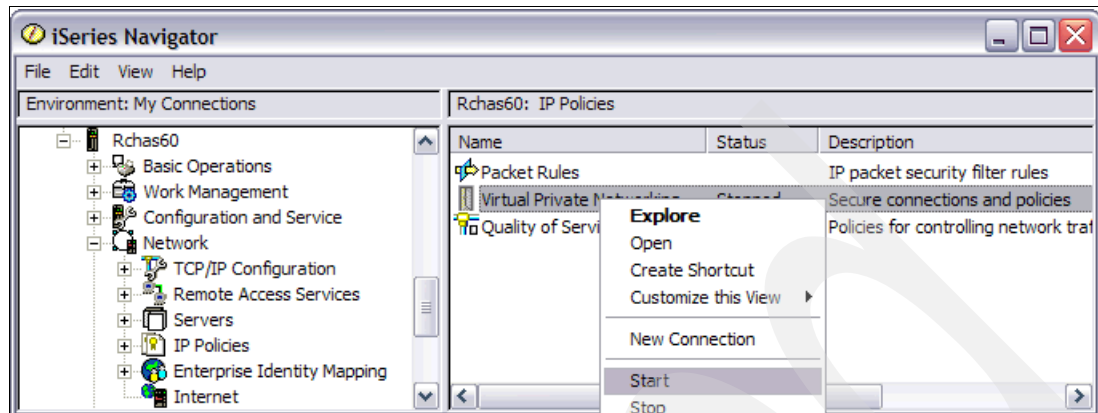 iSeries Navigator
File Edit View Help
Environment: My Connections
Rchas60: IP Policies
Rchas60
Basic Operations
Work Management
Configuration and Service
Network
TCP/IP Configuration
Remote Access Services
Servers
IP Policies
Enterprise Identity Mapping
Internet
Name Status Description
Packet Rules IP packet security filter rules
Virtual Private Networking Stopped Secure connections and policies
Quality of Servi Policies for controlling network traf
Explore
Open
Create Shortcut
Customize this View
New Connection
Start
Stop